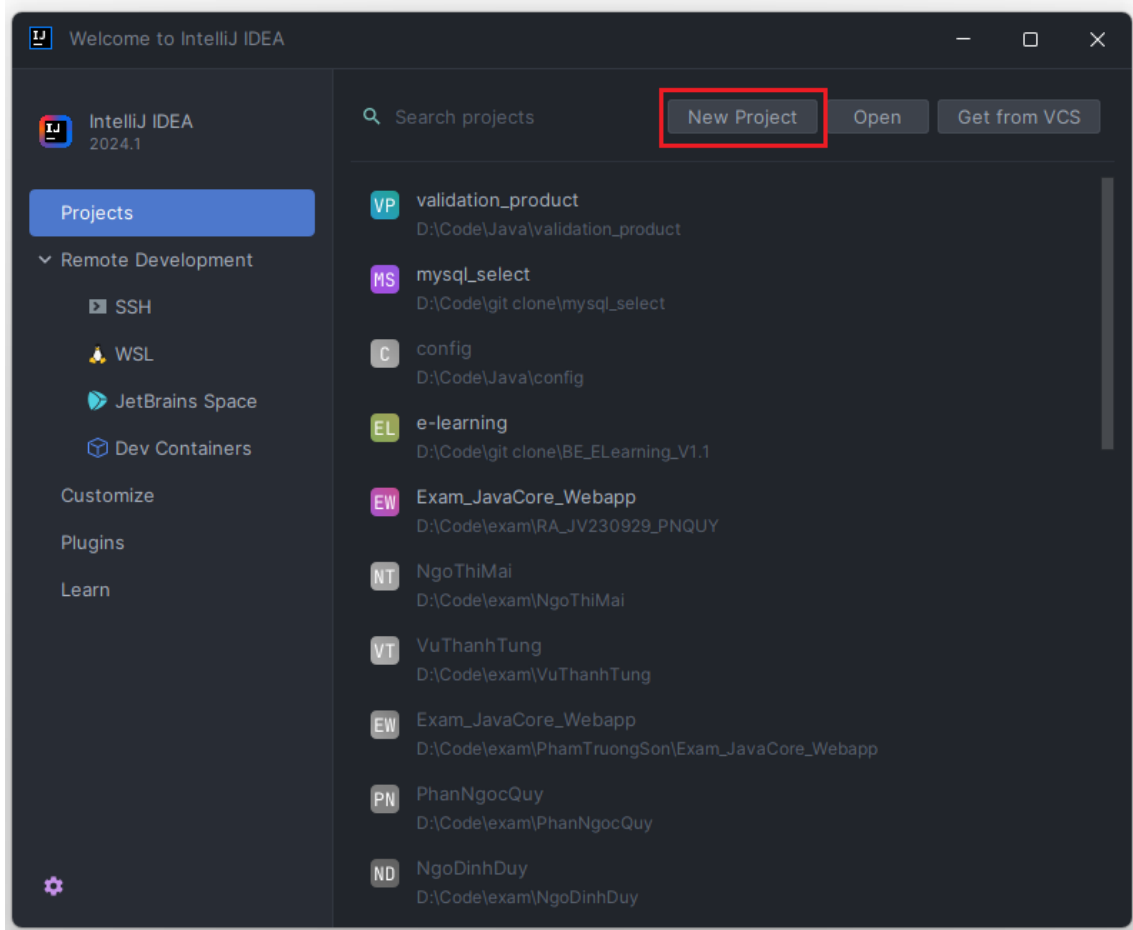 Welcome to IntelliJ IDEA
IntelliJ IDEA
2024.1
Projects
Remote Development
SSH
WSL
JetBrains Space
Dev Containers
Customize
Plugins
Learn
Search projects
New Project
Open
Get from VCS
VP
validation_product
D:\Code\Java\validation_product
MS
mysql_select
D:\Code\git clone\mysql_select
C
config
D:\Code\Java\config
EL
e-learning
D:\Code\git clone\BE_ELearning_V1.1
EW
Exam_JavaCore_Webapp
D:\Code\exam\RA_JV230929_PNQUY
NT
NgoThiMai
D:\Code\exam\NgoThiMai
VT
VuThanhTung
D:\Code\exam\VuThanhTung
EW
Exam_JavaCore_Webapp
D:\Code\exam\PhamTruongSon\Exam_JavaCore_Webapp
PN
PhanNgocQuy
D:\Code\exam\PhanNgocQuy
ND
NgoDinhDuy
D:\Code\exam\NgoDinhDuy